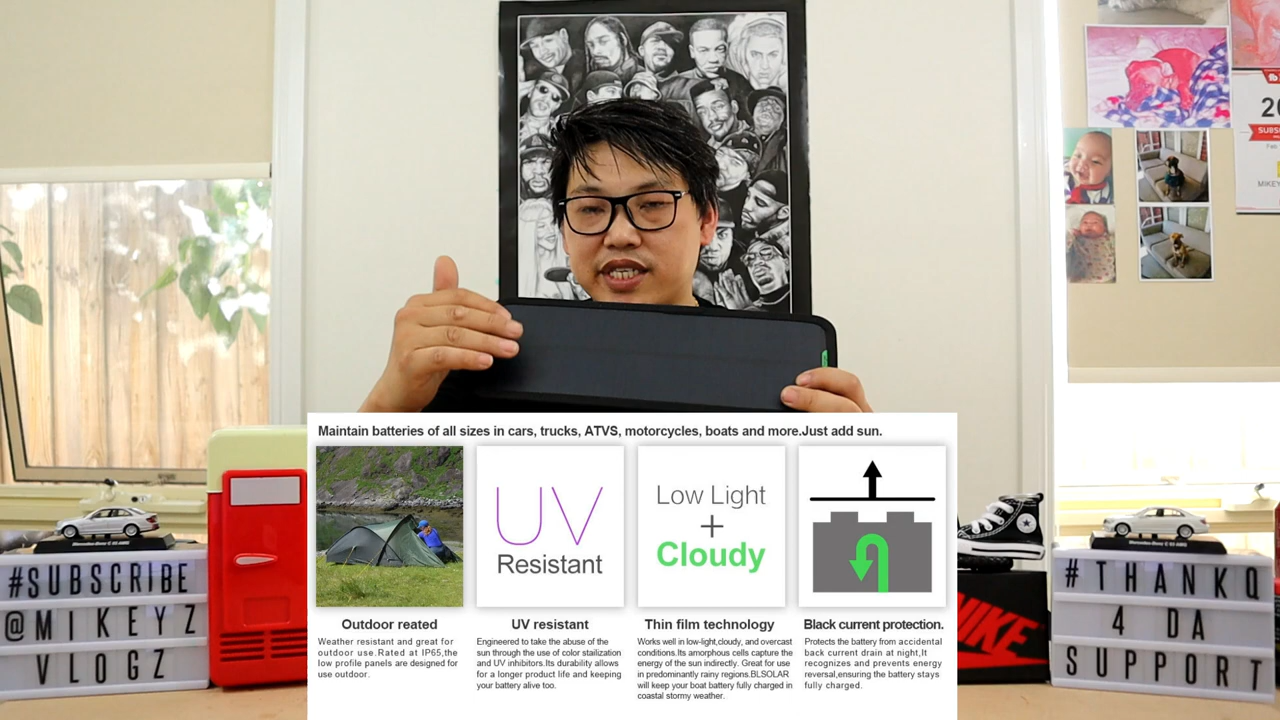 20
SUBS
Feb
MIKEY
Maintain batteries of all sizes in cars, trucks, ATVS, motorcycles, boats and more.Just add sun.
UV
Resistant
Low Light
+
Cloudy
Outdoor reated
Weather resistant and great for
outdoor use.Rated at IP65,the
low profile panels are designed for
use outdoor.
UV resistant
Engineered to take the abuse of the
sun through the use of color stailization
and UV inhibitors.Its durability allows
for a longer product life and keeping
your battery alive too.
Thin film technology
Works well in low-light,cloudy, and overcast
conditions.Its amorphous cells capture the
energy of the sun indirectly. Great for use
in predominantly rainy regions.BLSOLAR
will keep your boat battery fully charged in
coastal stormy weather.
Black current protection.
Protects the battery from accidental
back current drain at night,It
recognizes and prevents energy
reversal,ensuring the battery stays
fully charged.
#SUBSCRIBE
@MIKEYZ
VLOGZ
NIKE
#THANKQ
4 DA
SUPPORT